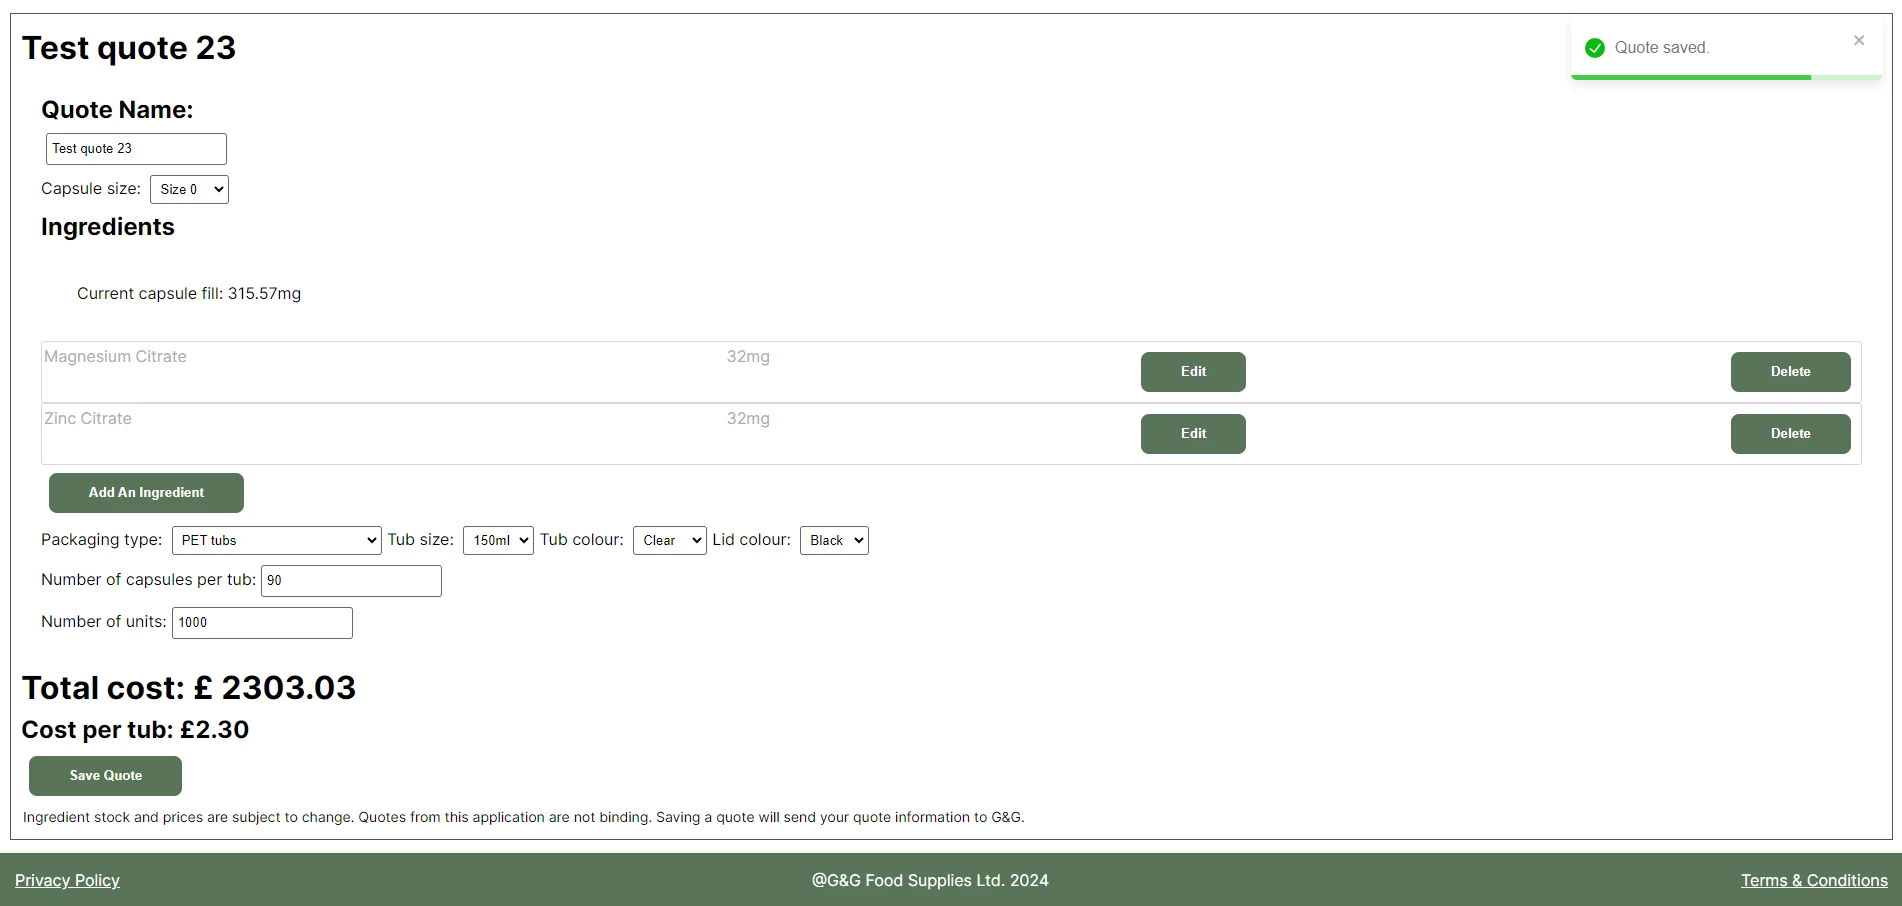 Test quote 23
Quote saved.
Quote Name:
Test quote 23
Capsule size: Size 0
Ingredients
Current capsule fill: 315.57mg
Magnesium Citrate 32mg Edit Delete
Zinc Citrate 32mg Edit Delete
Add An Ingredient
Packaging type: PET tubs Tub size: 150ml Tub colour: Clear Lid colour: Black
Number of capsules per tub: 90
Number of units: 1000
Total cost: £ 2303.03
Cost per tub: £2.30
Save Quote
Ingredient stock and prices are subject to change. Quotes from this application are not binding. Saving a quote will send your quote information to G&G.
Privacy Policy @G&G Food Supplies Ltd. 2024 Terms & Conditions